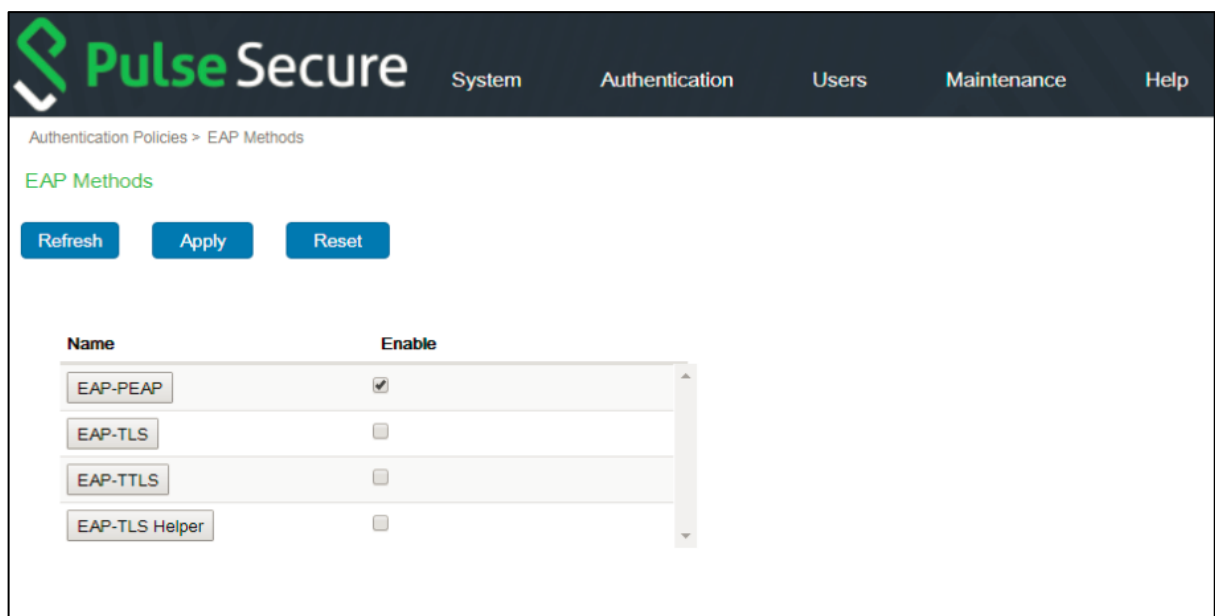 Pulse Secure System Authentication Users Maintenance Help
Authentication Policies > EAP Methods
EAP Methods
Refresh Apply Reset
Name Enable
EAP-PEAP
EAP-TLS
EAP-TTLS
EAP-TLS Helper